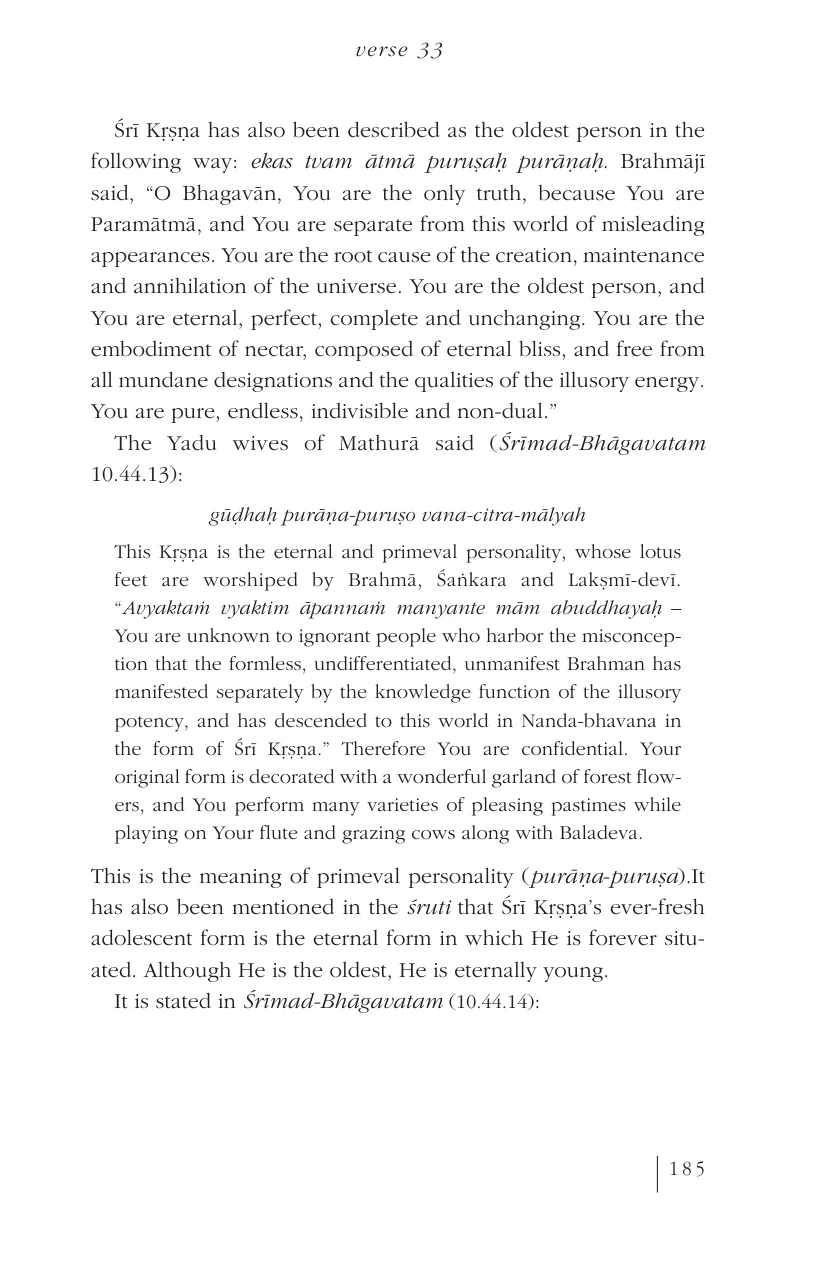 verse 33
Śrī Kṛṣṇa has also been described as the oldest person in the
following way: ekas tvam ātmā puruṣaḥ purāṇaḥ. Brahmājī
said, “O Bhagavān, You are the only truth, because You are
Paramātmā, and You are separate from this world of misleading
appearances. You are the root cause of the creation, maintenance
and annihilation of the universe. You are the oldest person, and
You are eternal, perfect, complete and unchanging. You are the
embodiment of nectar, composed of eternal bliss, and free from
all mundane designations and the qualities of the illusory energy.
You are pure, endless, indivisible and non-dual.”
The Yadu wives of Mathurā said (Śrīmad-Bhāgavatam
10.44.13):
gūḍhaḥ purāṇa-puruṣo vana-citra-mālyah
This Kṛṣṇa is the eternal and primeval personality, whose lotus
feet are worshiped by Brahmā, Śaṅkara and Lakṣmī-devī.
“Avyaktaṁ vyaktim āpannaṁ manyante mām abuddhayaḥ –
You are unknown to ignorant people who harbor the misconcep-
tion that the formless, undifferentiated, unmanifest Brahman has
manifested separately by the knowledge function of the illusory
potency, and has descended to this world in Nanda-bhavana in
the form of Śrī Kṛṣṇa.” Therefore You are confidential. Your
original form is decorated with a wonderful garland of forest flow-
ers, and You perform many varieties of pleasing pastimes while
playing on Your flute and grazing cows along with Baladeva.
This is the meaning of primeval personality (purāṇa-puruṣa).It
has also been mentioned in the śruti that Śrī Kṛṣṇa’s ever-fresh
adolescent form is the eternal form in which He is forever situ-
ated. Although He is the oldest, He is eternally young.
It is stated in Śrīmad-Bhāgavatam (10.44.14):
185